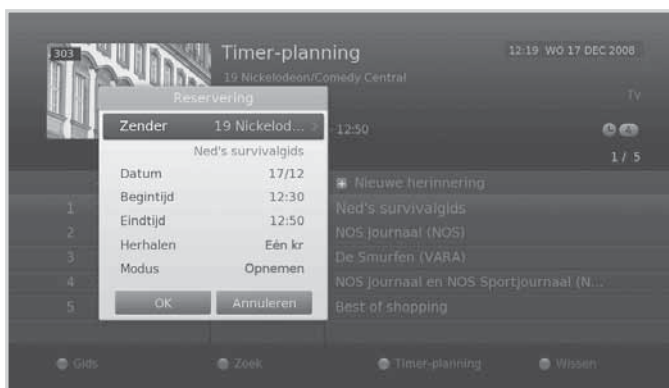 303
Timer-planning
12:19 WO 17 DEC 2008
19 Nickelodeon/Comedy Central
Tv
Reservering
Zender 19 Nickelod...
12:50
Ned's survivalgids
1 / 5
Datum 17/12
Nieuwe herinnering
Begintijd 12:30
1 Ned's survivalgids
Eindtijd 12:50
2 NOS Journaal (NOS)
Herhalen Eén kr
3 De Smurfen (VARA)
Modus Opnemen
4 NOS Journaal en NOS Sportjournaal (N...
OK Annuleren
5 Best of shopping
Gids Zoek Timer-planning Wissen